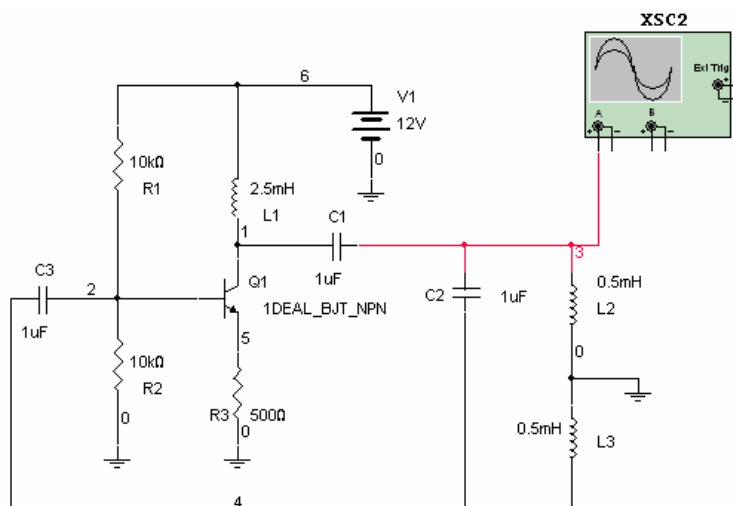 XSC2
Ext Trig
+
-
A
B
+ - + -
6
V1
12V
0
10kΩ
R1
2.5mH
L1
1
C1
1uF
3
C3
1uF
2
Q1
1DEAL_BJT_NPN
C2
1uF
0.5mH
L2
0
5
10kΩ
R2
0
R3
500Ω
0
0.5mH
L3
4